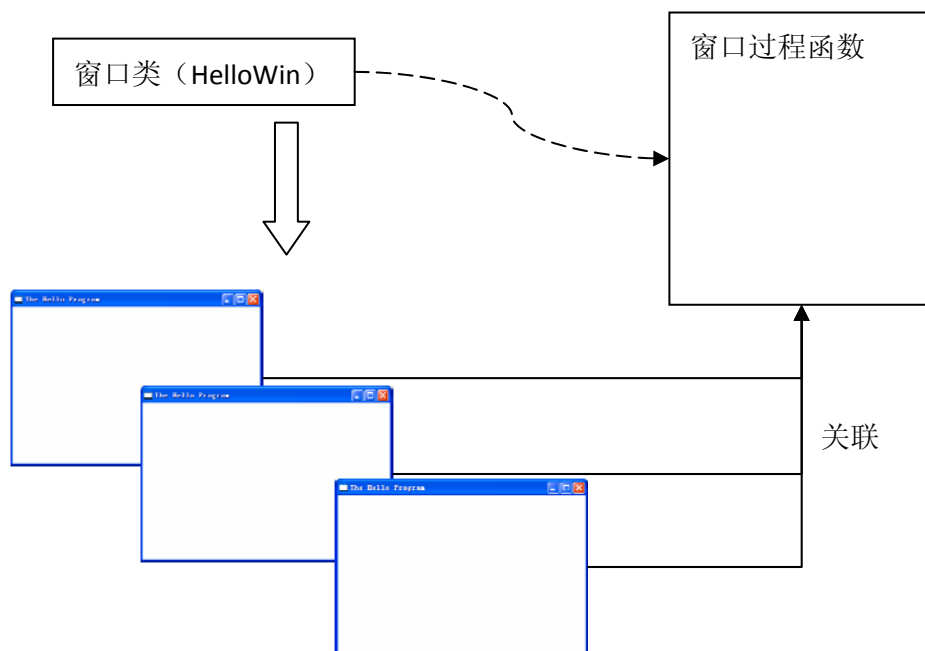 窗口类（HelloWin）
窗口过程函数
The Hello Program
The Hello Program
关联
The Hello Program